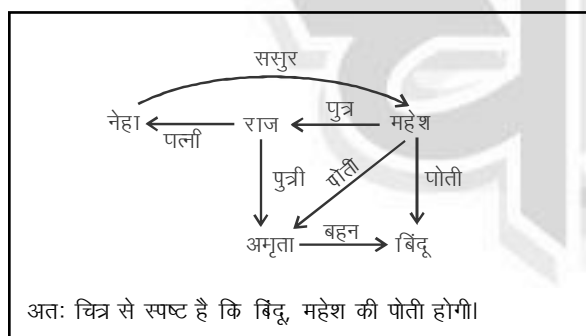 ससुर
नेहा पत्नी राज पुत्र महेश
पुत्री पोती पोती
अमृता बहन बिंदू
अतः चित्र से स्पष्ट है कि बिंदू, महेश की पोती होगी।